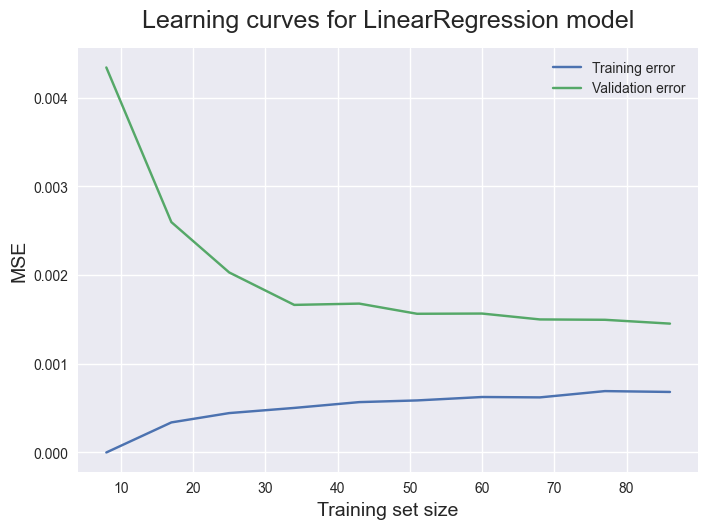 Learning curves for LinearRegression model
Training error
Validation error
0.004
0.003
0.002
0.001
0.000
MSE
10 20 30 40 50 60 70 80
Training set size